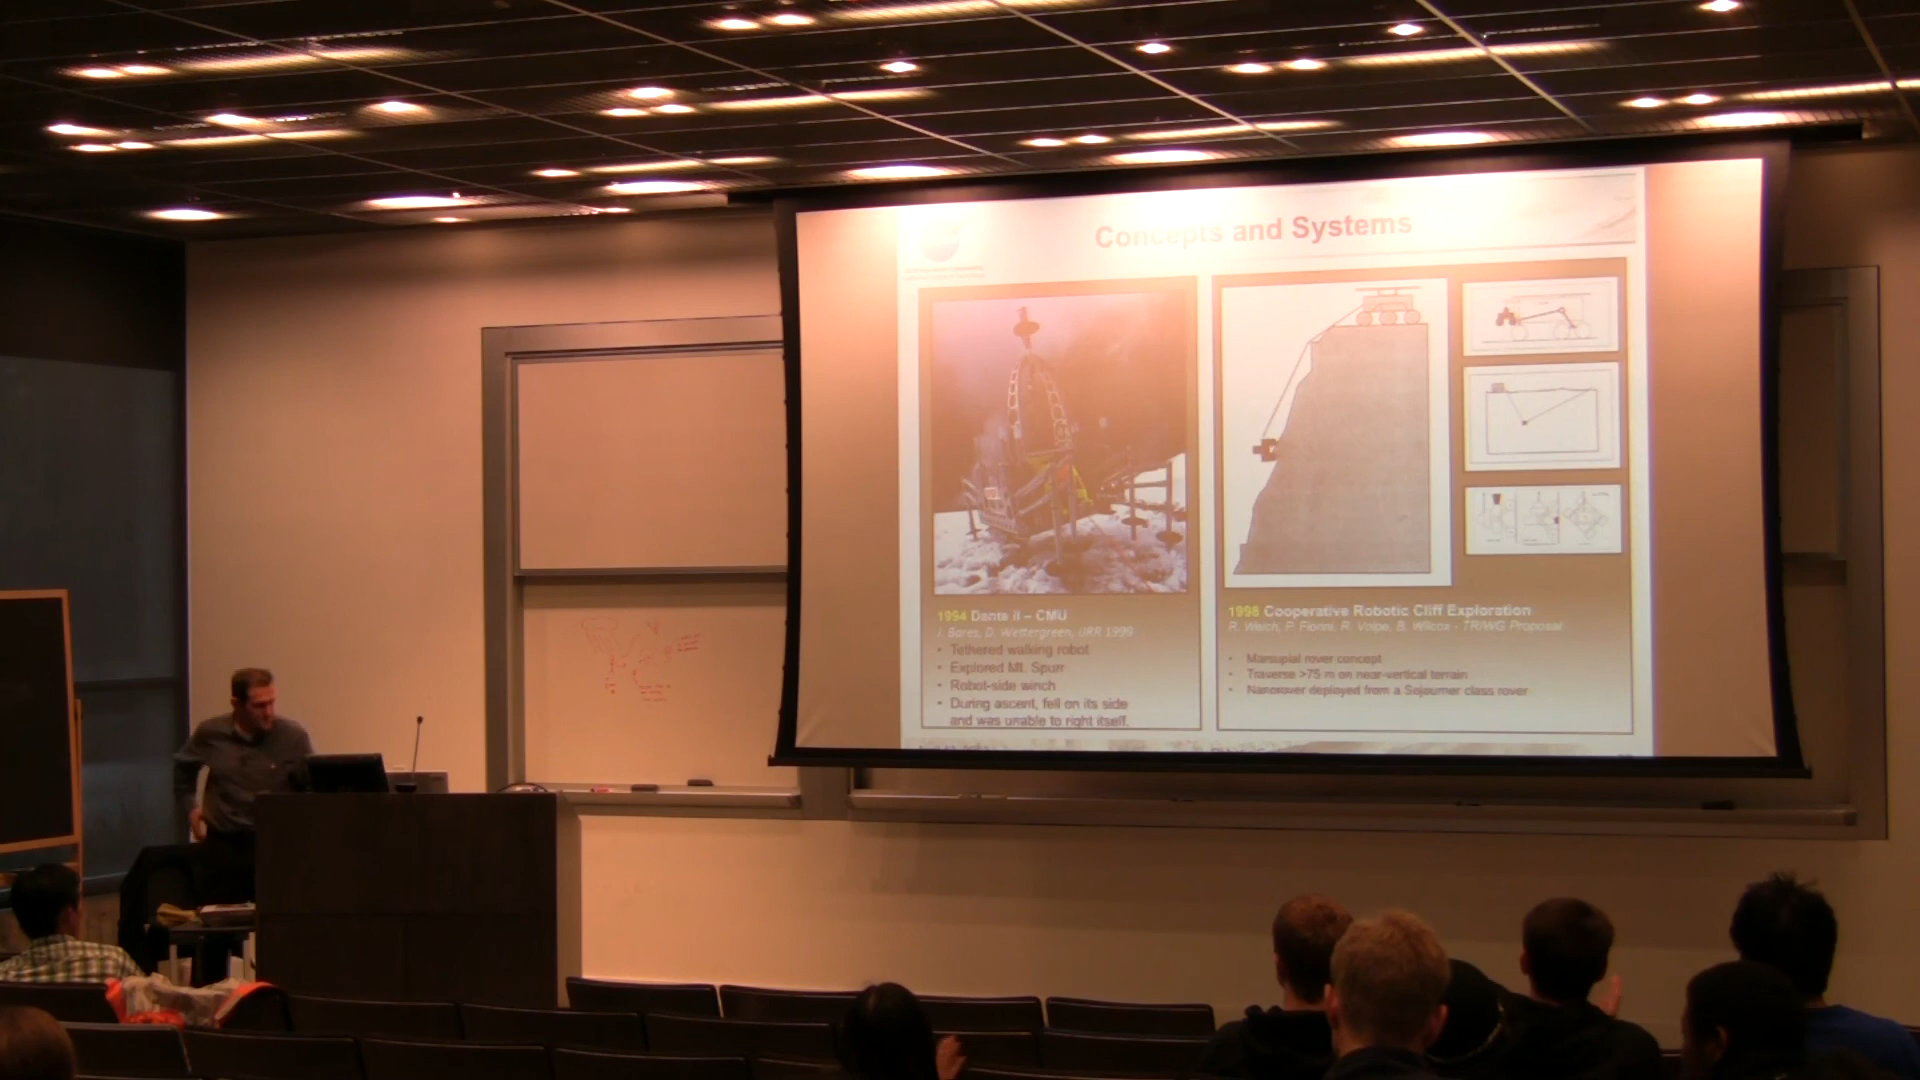 Concepts and Systems
1994 Dante II – CMU
J. Bares, D. Wettergreen, IJRR 1999
• Tethered walking robot
• Explored Mt. Spurr
• Robot-side winch
• During ascent, fell on its side
and was unable to right itself.
1998 Cooperative Robotic Cliff Exploration
R. Welch, P. Fiorini, R. Volpe, B. Wilcox - TRIWG Proposal
• Marsupial rover concept
• Traverse >75 m on near-vertical terrain
• Nanorover deployed from a Sojourner class rover